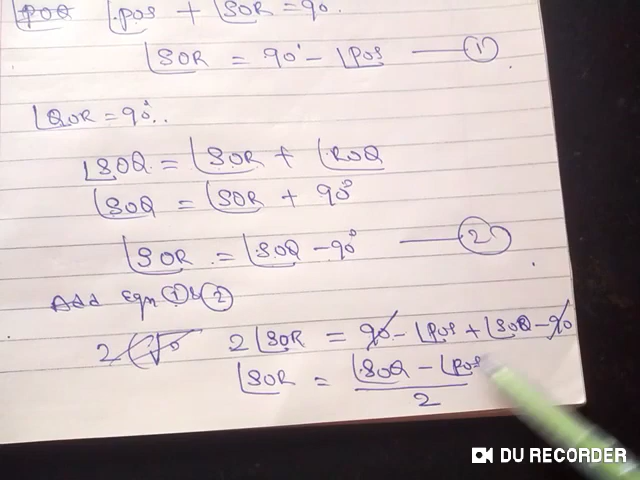 ∠POQ ∠POS + ∠SOR = 90.
∠SOR = 90° - ∠POS —— ①
∠QOR = 90°..
∠SOQ = ∠SOR + ∠ROQ
∠SOQ = ∠SOR + 90°
∠SOR = ∠SOQ - 90° —— ②
Add Eqn ① & ②
2∠SOR = 90 - ∠POS + ∠SOQ - 90
∠SOR = (∠SOQ - ∠POS)/2
DU RECORDER